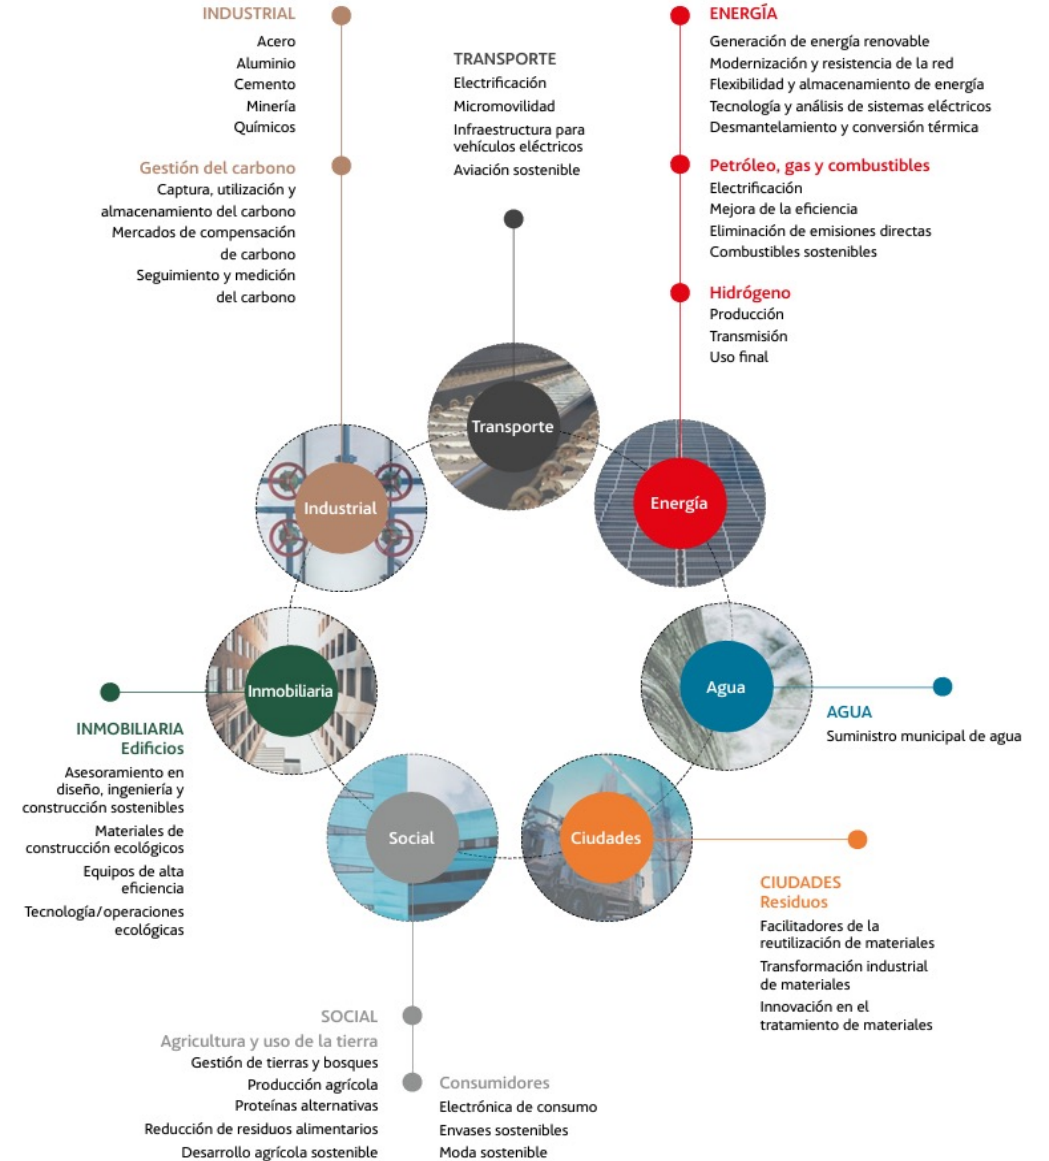 INDUSTRIAL
Acero
Aluminio
Cemento
Minería
Químicos
Gestión del carbono
Captura, utilización y
almacenamiento del carbono
Mercados de compensación
de carbono
Seguimiento y medición
del carbono
TRANSPORTE
Electrificación
Micromovilidad
Infraestructura para
vehículos eléctricos
Aviación sostenible
ENERGÍA
Generación de energía renovable
Modernización y resistencia de la red
Flexibilidad y almacenamiento de energía
Tecnología y análisis de sistemas eléctricos
Desmantelamiento y conversión térmica
Petróleo, gas y combustibles
Electrificación
Mejora de la eficiencia
Eliminación de emisiones directas
Combustibles sostenibles
Hidrógeno
Producción
Transmisión
Uso final
Transporte
Industrial
Energía
Inmobiliaria
Agua
Social
Ciudades
INMOBILIARIA
Edificios
Asesoramiento en
diseño, ingeniería y
construcción sostenibles
Materiales de
construcción ecológicos
Equipos de alta
eficiencia
Tecnología/operaciones
ecológicas
AGUA
Suministro municipal de agua
CIUDADES
Residuos
Facilitadores de la
reutilización de materiales
Transformación industrial
de materiales
Innovación en el
tratamiento de materiales
SOCIAL
Agricultura y uso de la tierra
Gestión de tierras y bosques
Producción agrícola
Proteínas alternativas
Reducción de residuos alimentarios
Desarrollo agrícola sostenible
Consumidores
Electrónica de consumo
Envases sostenibles
Moda sostenible